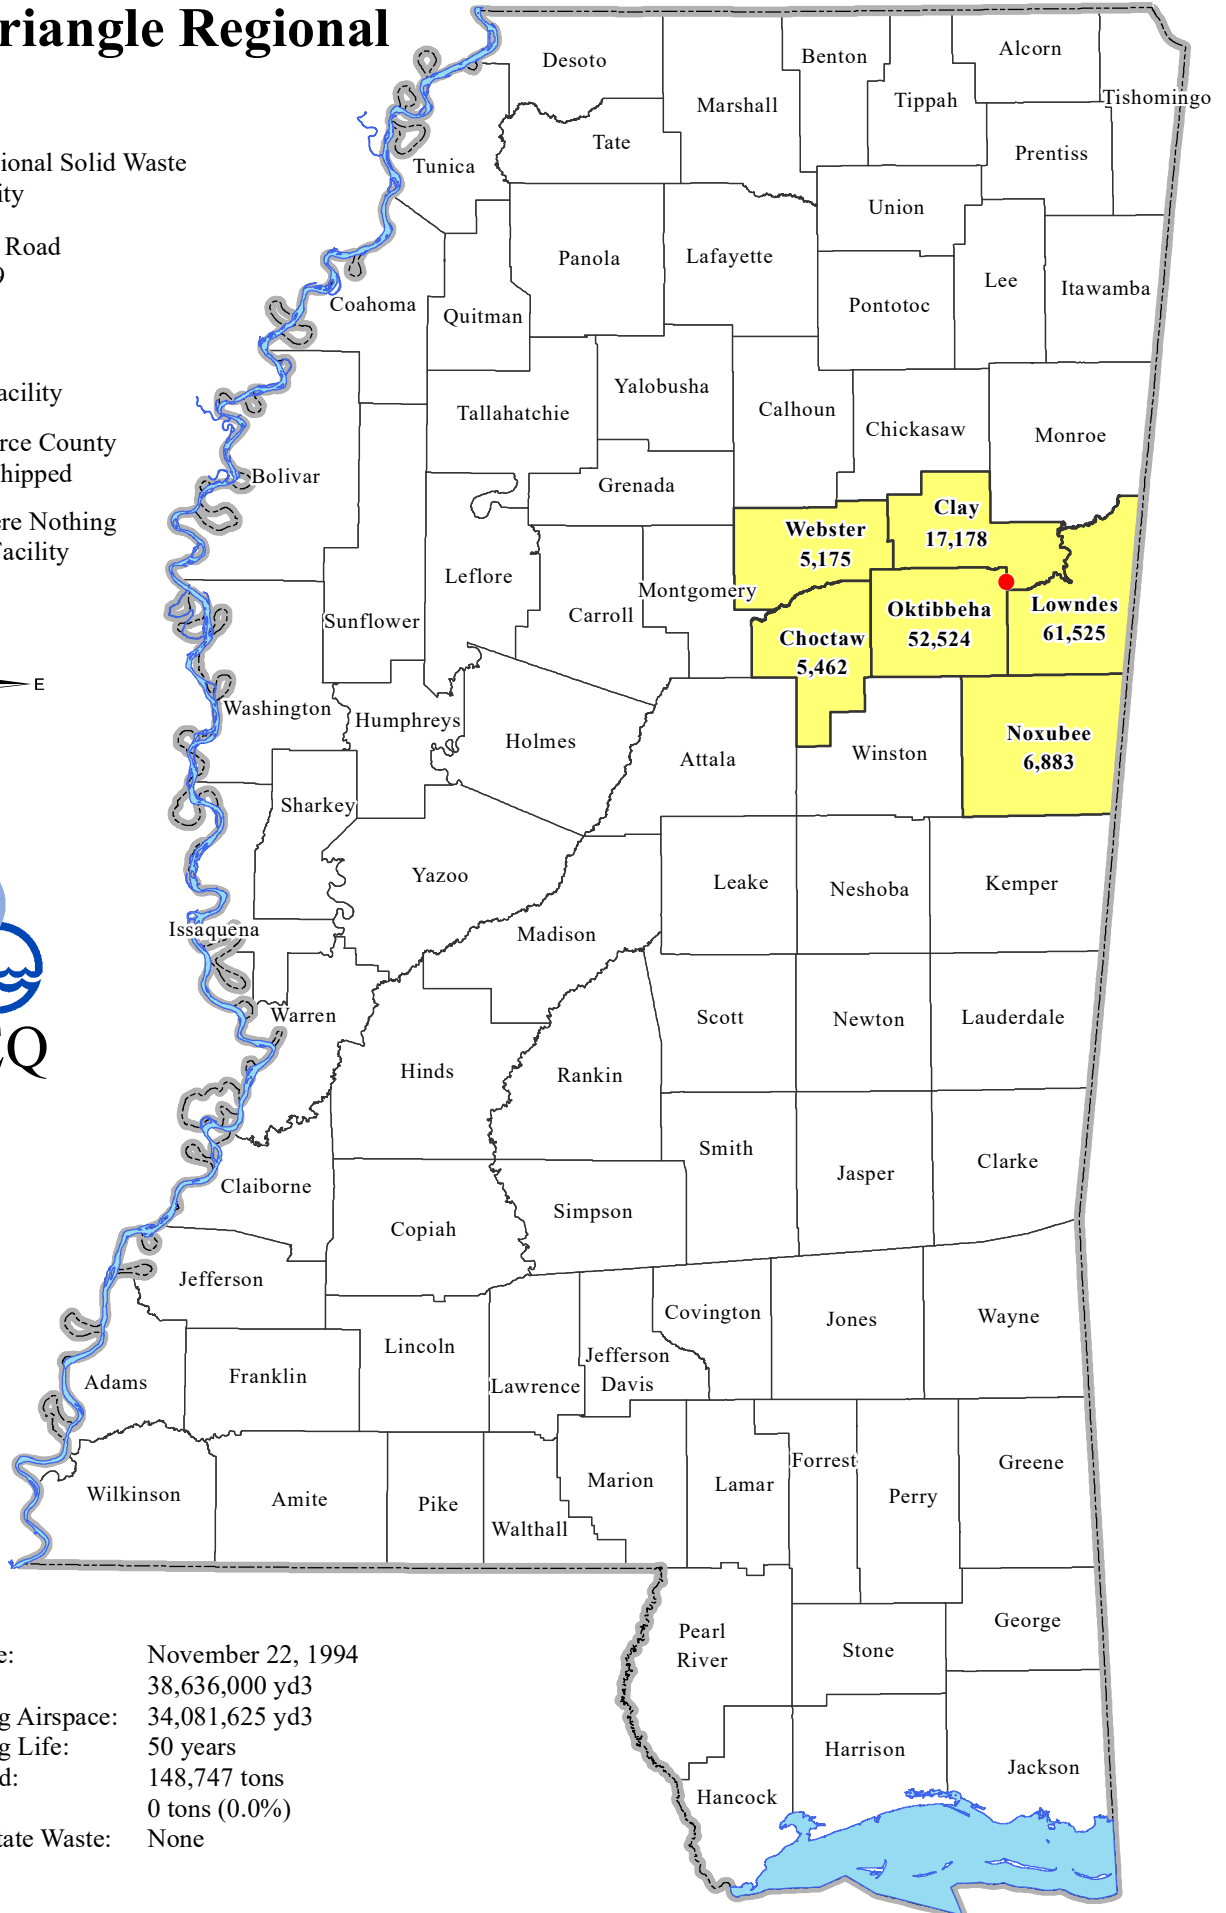 riangle Regional
ional Solid Waste
ity
Road
9
acility
rce County
hipped
ere Nothing
Facility
E
CQ
Desoto
Benton
Alcorn
Marshall
Tippah
Tishomingo
Tate
Prentiss
Tunica
Union
Panola
Lafayette
Lee
Itawamba
Coahoma
Quitman
Pontotoc
Yalobusha
Tallahatchie
Calhoun
Chickasaw
Monroe
Bolivar
Grenada
Clay
17,178
Webster
5,175
Leflore
Montgomery
Carroll
Sunflower
Oktibbeha
52,524
Lowndes
61,525
Choctaw
5,462
Washington
Humphreys
Holmes
Attala
Winston
Noxubee
6,883
Sharkey
Yazoo
Leake
Neshoba
Kemper
Issaquena
Madison
Warren
Scott
Newton
Lauderdale
Hinds
Rankin
Smith
Jasper
Clarke
Claiborne
Copiah
Simpson
Jefferson
Covington
Jones
Wayne
Lincoln
Jefferson
Davis
Adams
Franklin
Lawrence
Wilkinson
Amite
Pike
Walthall
Marion
Lamar
Forrest
Perry
Greene
Pearl
River
Stone
George
Harrison
Hancock
Jackson
e: November 22, 1994
38,636,000 yd3
g Airspace: 34,081,625 yd3
g Life: 50 years
d: 148,747 tons
0 tons (0.0%)
tate Waste: None